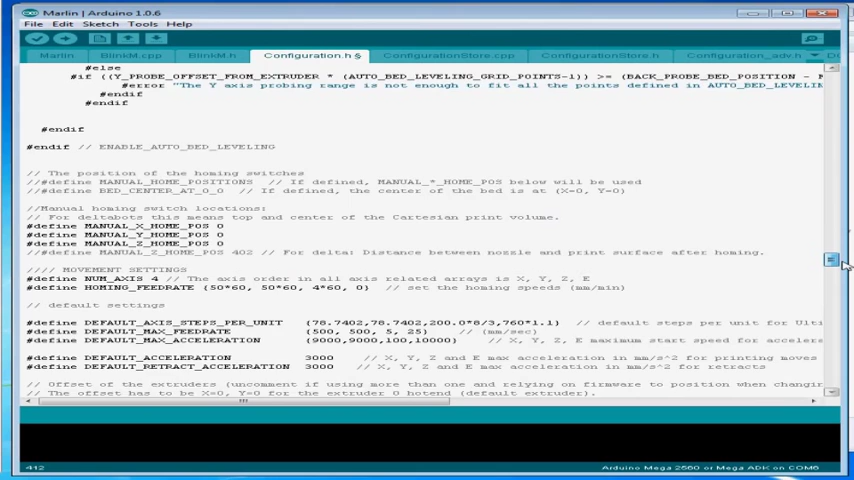 Marlin | Arduino 1.0.6
File Edit Sketch Tools Help
Marlin BlinkM.cpp BlinkM.h Configuration.h § ConfigurationStore.cpp ConfigurationStore.h Configuration_adv.h
#else
#if ((Y_PROBE_OFFSET_FROM_EXTRUDER * (AUTO_BED_LEVELING_GRID_POINTS-1)) >= (BACK_PROBE_BED_POSITION -
#error "The Y axis probing range is not enough to fit all the points defined in AUTO_BED_LEVELIN
#endif
#endif
#endif
#endif // ENABLE_AUTO_BED_LEVELING
// The position of the homing switches
//#define MANUAL_HOME_POSITIONS // If defined, MANUAL_*_HOME_POS below will be used
//#define BED_CENTER_AT_0_0 // If defined, the center of the bed is at (X=0, Y=0)
//Manual homing switch locations:
// For deltabots this means top and center of the Cartesian print volume.
#define MANUAL_X_HOME_POS 0
#define MANUAL_Y_HOME_POS 0
#define MANUAL_Z_HOME_POS 0
//#define MANUAL_Z_HOME_POS 402 // For delta: Distance between nozzle and print surface after homing.
//// MOVEMENT SETTINGS
#define NUM_AXIS 4 // The axis order in all axis related arrays is X, Y, Z, E
#define HOMING_FEEDRATE {50*60, 50*60, 4*60, 0} // set the homing speeds (mm/min)
// default settings
#define DEFAULT_AXIS_STEPS_PER_UNIT {78.7402,78.7402,200.0*8/3,760*1.1} // default steps per unit for Ulti
#define DEFAULT_MAX_FEEDRATE {500, 500, 5, 25} // (mm/sec)
#define DEFAULT_MAX_ACCELERATION {9000,9000,100,10000} // X, Y, Z, E maximum start speed for acceler
#define DEFAULT_ACCELERATION 3000 // X, Y, Z and E max acceleration in mm/s^2 for printing moves
#define DEFAULT_RETRACT_ACCELERATION 3000 // X, Y, Z and E max acceleration in mm/s^2 for retracts
// Offset of the extruders (uncomment if using more than one and relying on firmware to position when changin
// The offset has to be X=0, Y=0 for the extruder 0 hotend (default extruder).
412
Arduino Mega 2560 or Mega ADK on COM6